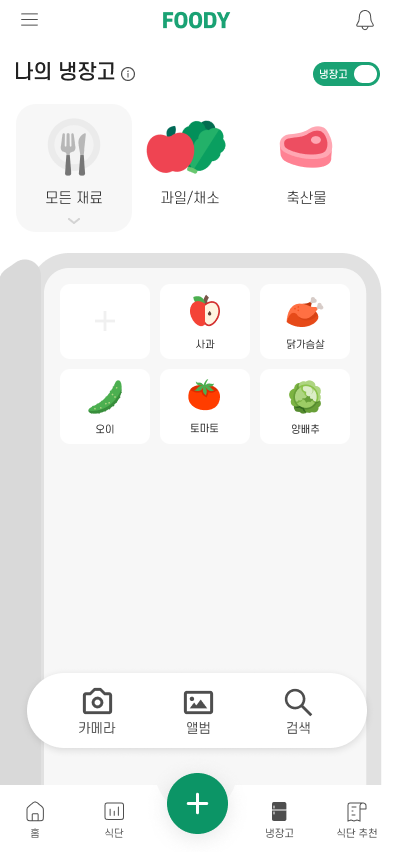 FOODY
나의 냉장고
냉장고
모든 재료
과일/채소
축산물
사과
닭가슴살
오이
토마토
양배추
카메라
앨범
검색
홈
식단
냉장고
식단 추천